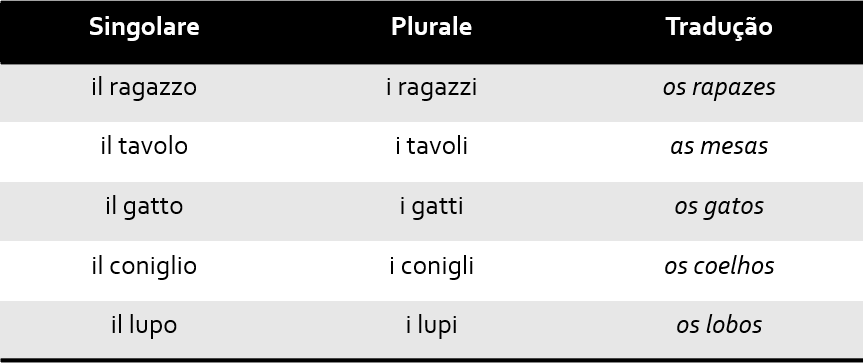 Singolare Plurale Tradução
il ragazzo i ragazzi os rapazes
il tavolo i tavoli as mesas
il gatto i gatti os gatos
il coniglio i conigli os coelhos
il lupo i lupi os lobos